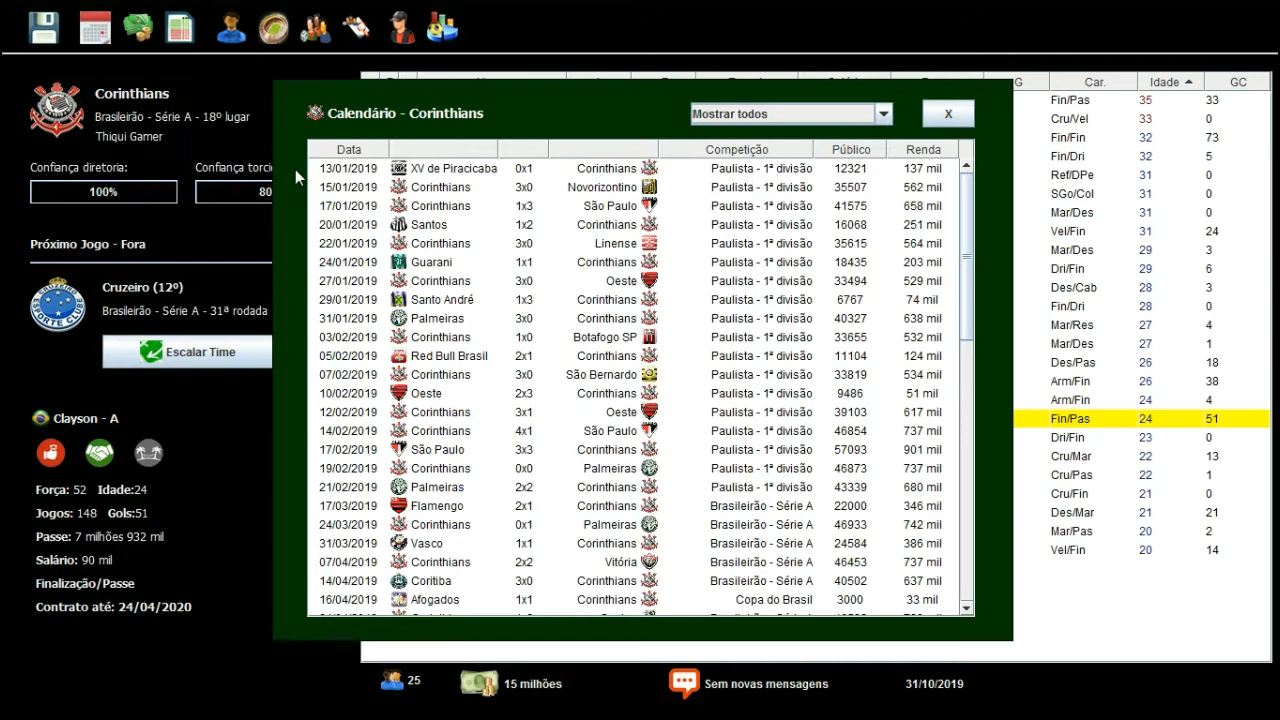 Corinthians
Brasileirão - Série A - 18º lugar
Thiqui Gamer
Confiança diretoria:
Confiança torcic
100%
80
Próximo Jogo - Fora
Cruzeiro (12º)
Brasileirão - Série A - 31ª rodada
Escalar Time
Clayson - A
Força: 52 Idade:24
Jogos: 148 Gols:51
Passe: 7 milhões 932 mil
Salário: 90 mil
Finalização/Passe
Contrato até: 24/04/2020
Calendário - Corinthians
Mostrar todos
X
Data Competição Público Renda
13/01/2019 XV de Piracicaba 0x1 Corinthians Paulista - 1ª divisão 12321 137 mil
15/01/2019 Corinthians 3x0 Novorizontino Paulista - 1ª divisão 35507 562 mil
17/01/2019 Corinthians 1x3 São Paulo Paulista - 1ª divisão 41575 658 mil
20/01/2019 Santos 1x2 Corinthians Paulista - 1ª divisão 16068 251 mil
22/01/2019 Corinthians 3x0 Linense Paulista - 1ª divisão 35615 564 mil
24/01/2019 Guarani 1x1 Corinthians Paulista - 1ª divisão 18435 203 mil
27/01/2019 Corinthians 3x0 Oeste Paulista - 1ª divisão 33494 529 mil
29/01/2019 Santo André 1x3 Corinthians Paulista - 1ª divisão 6767 74 mil
31/01/2019 Palmeiras 3x0 Corinthians Paulista - 1ª divisão 40327 638 mil
03/02/2019 Corinthians 1x0 Botafogo SP Paulista - 1ª divisão 33655 532 mil
05/02/2019 Red Bull Brasil 2x1 Corinthians Paulista - 1ª divisão 11104 124 mil
07/02/2019 Corinthians 3x0 São Bernardo Paulista - 1ª divisão 33819 534 mil
10/02/2019 Oeste 2x3 Corinthians Paulista - 1ª divisão 9486 51 mil
12/02/2019 Corinthians 3x1 Oeste Paulista - 1ª divisão 39103 617 mil
14/02/2019 Corinthians 4x1 São Paulo Paulista - 1ª divisão 46854 737 mil
17/02/2019 São Paulo 3x3 Corinthians Paulista - 1ª divisão 57093 901 mil
19/02/2019 Corinthians 0x0 Palmeiras Paulista - 1ª divisão 46873 737 mil
21/02/2019 Palmeiras 2x2 Corinthians Paulista - 1ª divisão 43339 680 mil
17/03/2019 Flamengo 2x1 Corinthians Brasileirão - Série A 22000 346 mil
24/03/2019 Corinthians 0x1 Palmeiras Brasileirão - Série A 46933 742 mil
31/03/2019 Vasco 1x1 Corinthians Brasileirão - Série A 24584 386 mil
07/04/2019 Corinthians 2x2 Vitória Brasileirão - Série A 46453 737 mil
14/04/2019 Coritiba 3x0 Corinthians Brasileirão - Série A 40502 637 mil
16/04/2019 Afogados 1x1 Corinthians Copa do Brasil 3000 33 mil
G Car. Idade GC
Fin/Pas 35 33
Cru/Vel 33 0
Fin/Fin 32 73
Fin/Dri 32 5
Ref/DPe 31 0
SGo/Col 31 0
Mar/Des 31 0
Vel/Fin 31 24
Mar/Des 29 3
Dri/Fin 29 6
Des/Cab 28 3
Fin/Dri 28 0
Mar/Res 27 4
Mar/Des 27 1
Des/Pas 26 18
Arm/Fin 26 38
Arm/Fin 24 4
Fin/Pas 24 51
Dri/Fin 23 0
Cru/Mar 22 13
Cru/Pas 22 1
Cru/Fin 21 0
Des/Mar 21 21
Mar/Pas 20 2
Vel/Fin 20 14
25
15 milhões
Sem novas mensagens
31/10/2019